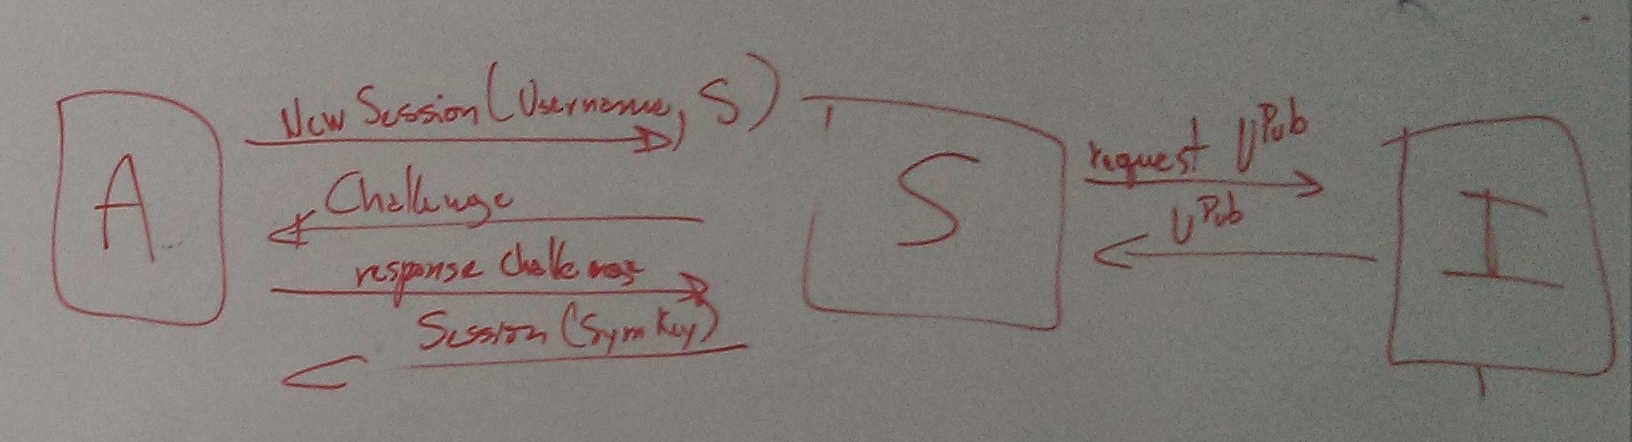 A
New Session (Username, S)
Challenge
response Challenge
Session (Sym Key)
S
request U^Pub
U^Pub
I